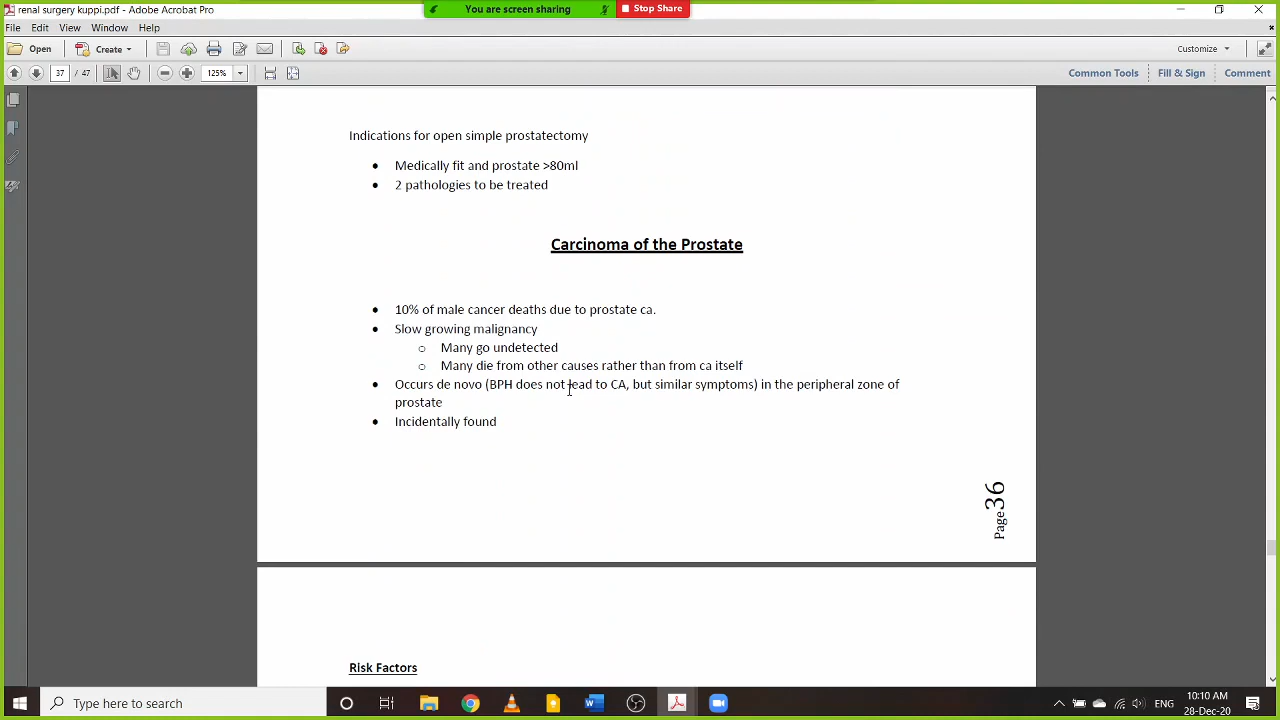 renal surgery kuppi.pdf - Adobe Acrobat Pro
You are screen sharing
Stop Share
File Edit View Window Help
Open
Create
Customize
37 / 47
125%
Common Tools
Fill & Sign
Comment
Indications for open simple prostatectomy
• Medically fit and prostate >80ml
• 2 pathologies to be treated
Carcinoma of the Prostate
• 10% of male cancer deaths due to prostate ca.
• Slow growing malignancy
o Many go undetected
o Many die from other causes rather than from ca itself
• Occurs de novo (BPH does not lead to CA, but similar symptoms) in the peripheral zone of
prostate
• Incidentally found
Page36
Risk Factors
Type here to search
ENG
10:10 AM
28-Dec-20